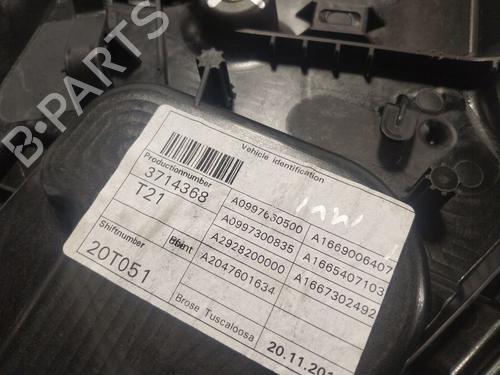 B-PARTS
Vehicle identification
Productionnumber
3714368
T21
A0997630500
A0997300835
A2928200000
A2047601634
A1669006407
A1665407103
A1667302492
Shiftnumber
20T051
Brose Tuscaloosa
20.11.201